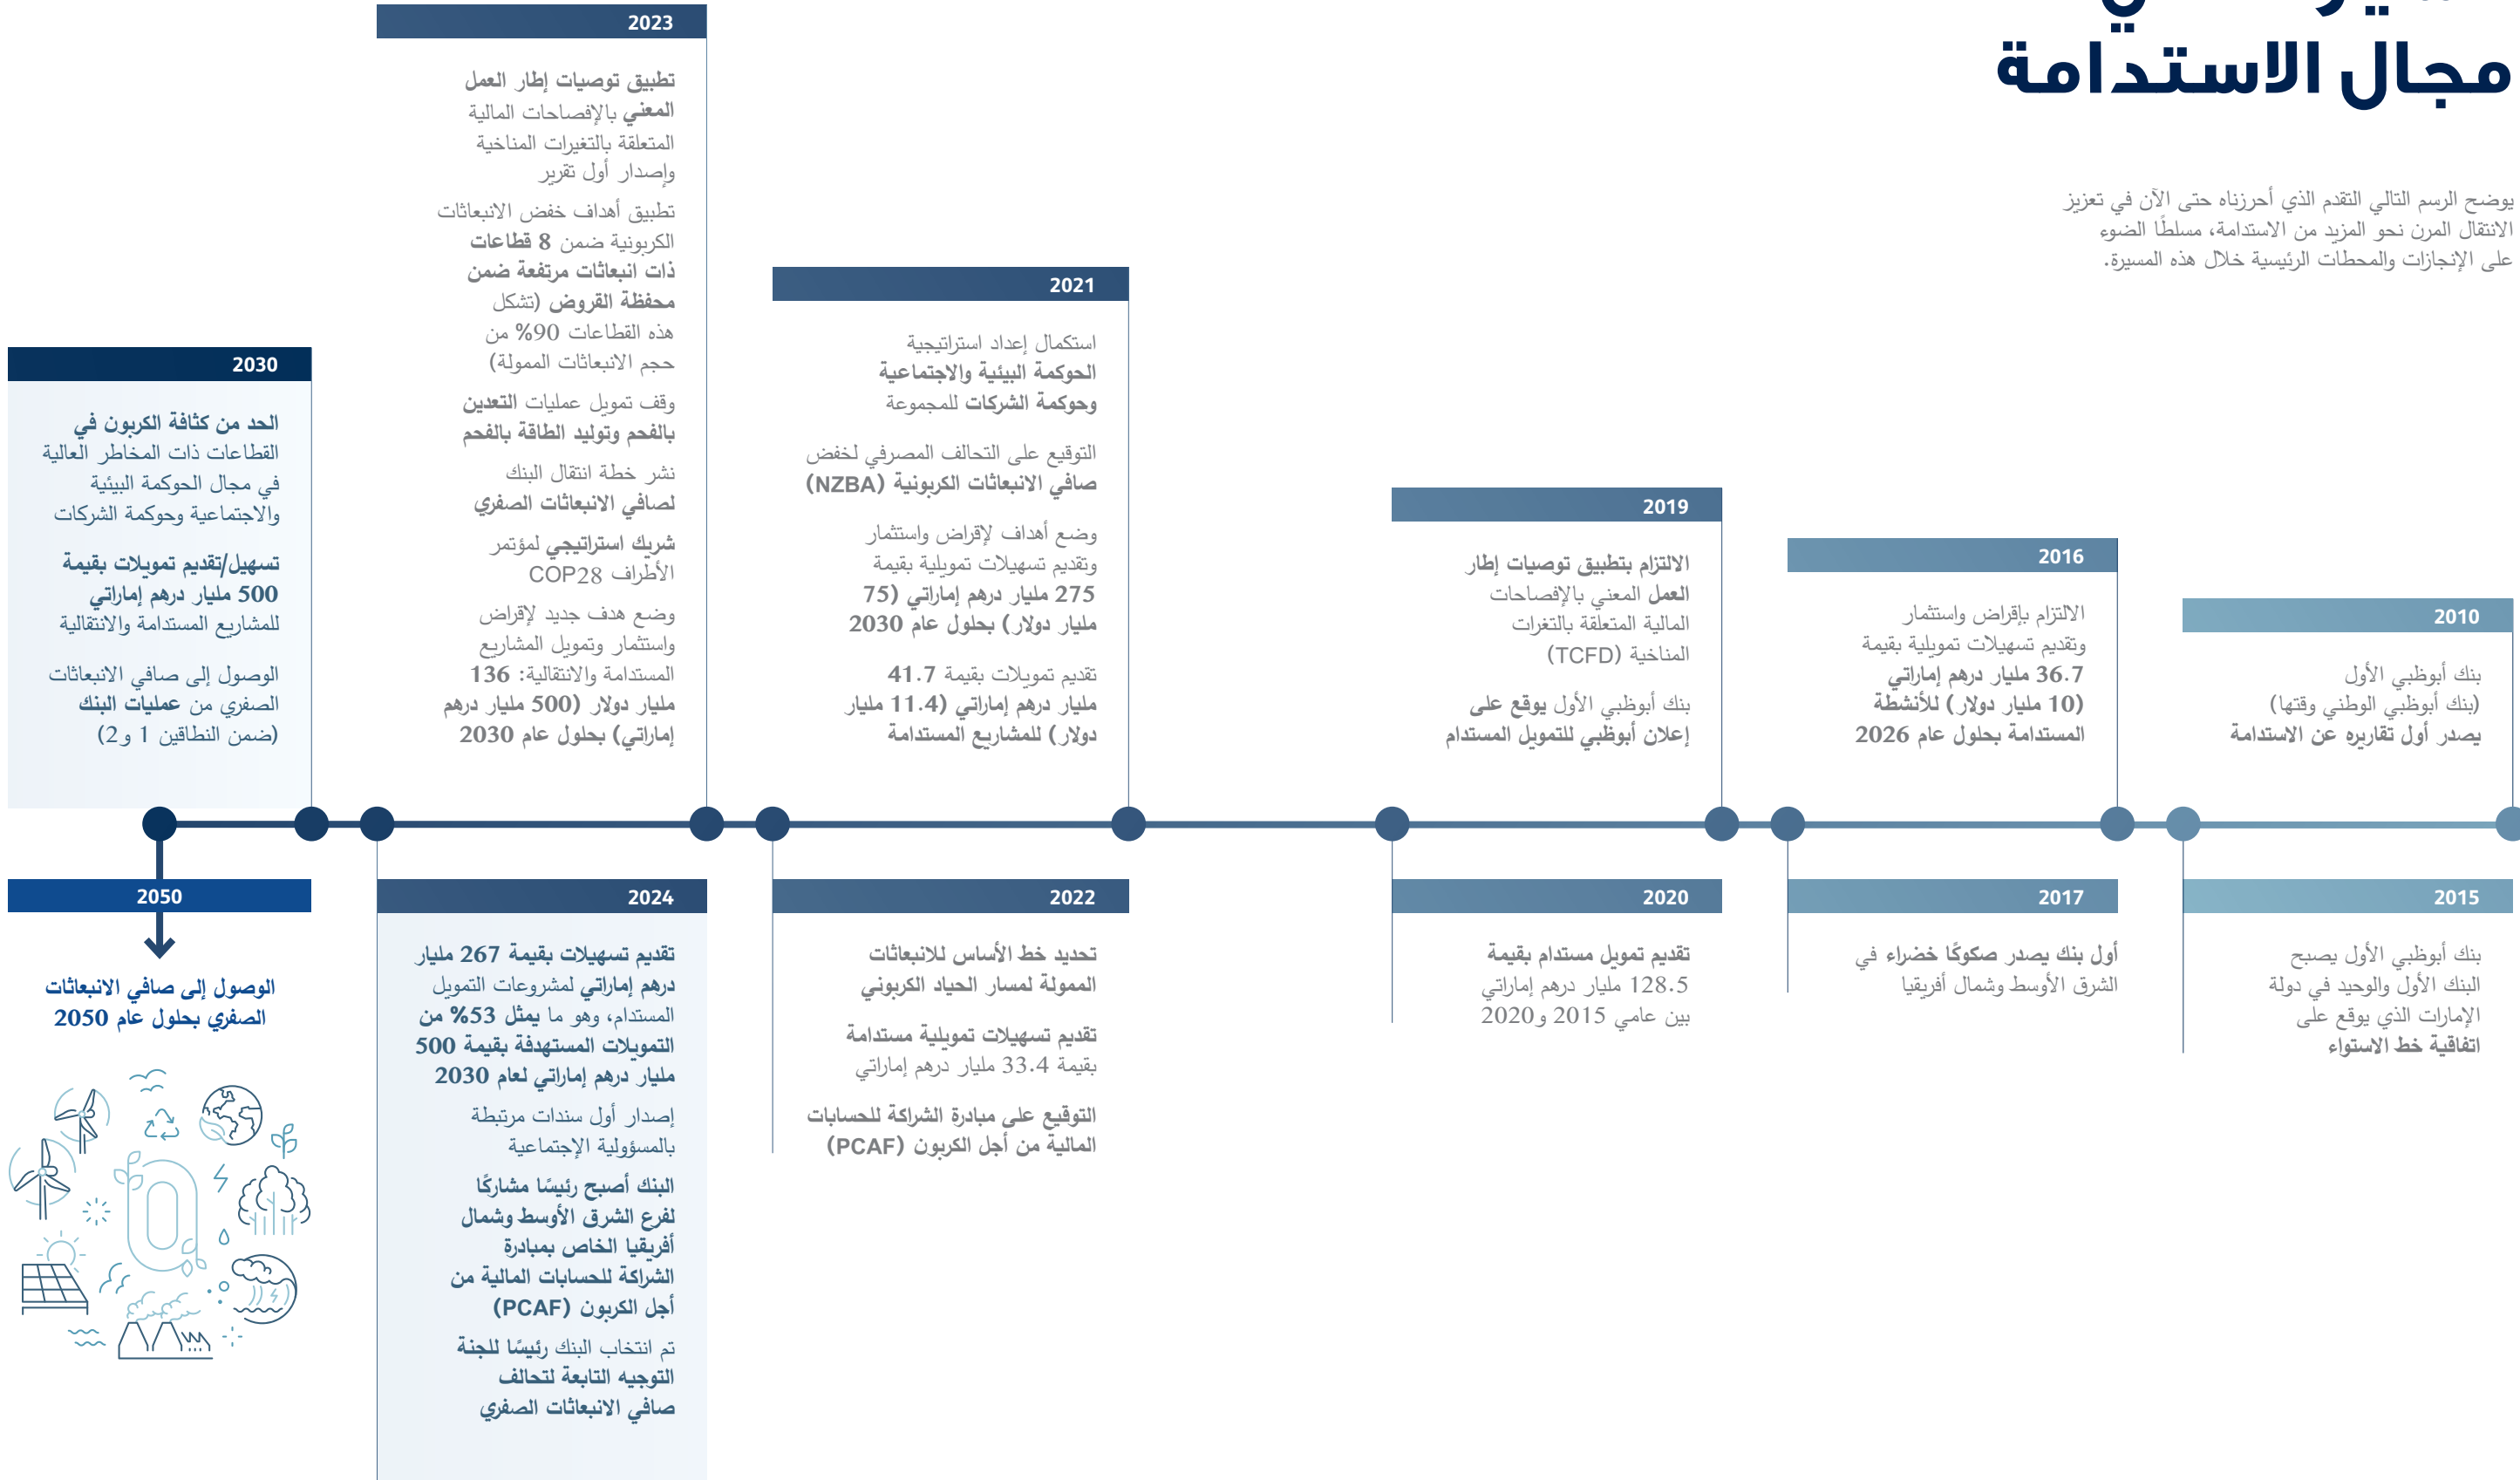 مجال الاستدامة
يوضح الرسم التالي التقدم الذي أحرزناه حتى الآن في تعزيز
الانتقال المرن نحو المزيد من الاستدامة، مسلطًا الضوء
على الإنجازات والمحطات الرئيسية خلال هذه المسيرة.
2010
بنك أبوظبي الأول
(بنك أبوظبي الوطني وقتها)
يصدر أول تقاريره عن الاستدامة
2015
بنك أبوظبي الأول يصبح
البنك الأول والوحيد في دولة
الإمارات الذي يوقع على
اتفاقية خط الاستواء
2016
الالتزام بإقراض واستثمار
وتقديم تسهيلات تمويلية بقيمة
36.7 مليار درهم إماراتي
(10 مليار دولار) للأنشطة
المستدامة بحلول عام 2026
2017
أول بنك يصدر صكوكًا خضراء في
الشرق الأوسط وشمال أفريقيا
2019
الالتزام بتطبيق توصيات إطار
العمل المعني بالإفصاحات
المالية المتعلقة بالتغرات
المناخية (TCFD)
بنك أبوظبي الأول يوقع على
إعلان أبوظبي للتمويل المستدام
2020
تقديم تمويل مستدام بقيمة
128.5 مليار درهم إماراتي
بين عامي 2015 و2020
2021
استكمال إعداد استراتيجية
الحوكمة البيئية والاجتماعية
وحوكمة الشركات للمجموعة
التوقيع على التحالف المصرفي لخفض
صافي الانبعاثات الكربونية (NZBA)
وضع أهداف لإقراض واستثمار
وتقديم تسهيلات تمويلية بقيمة
275 مليار درهم إماراتي (75
مليار دولار) بحلول عام 2030
تقديم تمويلات بقيمة 41.7
مليار درهم إماراتي (11.4 مليار
دولار) للمشاريع المستدامة
2022
تحديد خط الأساس للانبعاثات
الممولة لمسار الحياد الكربوني
تقديم تسهيلات تمويلية مستدامة
بقيمة 33.4 مليار درهم إماراتي
التوقيع على مبادرة الشراكة للحسابات
المالية من أجل الكربون (PCAF)
2023
تطبيق توصيات إطار العمل
المعني بالإفصاحات المالية
المتعلقة بالتغيرات المناخية
وإصدار أول تقرير
تطبيق أهداف خفض الانبعاثات
الكربونية ضمن 8 قطاعات
ذات انبعاثات مرتفعة ضمن
محفظة القروض (تشكل
هذه القطاعات 90% من
حجم الانبعاثات الممولة)
وقف تمويل عمليات التعدين
بالفحم وتوليد الطاقة بالفحم
نشر خطة انتقال البنك
لصافي الانبعاثات الصفري
شريك استراتيجي لمؤتمر
الأطراف COP28
وضع هدف جديد لإقراض
واستثمار وتمويل المشاريع
المستدامة والانتقالية: 136
مليار دولار (500 مليار درهم
إماراتي) بحلول عام 2030
2024
تقديم تسهيلات بقيمة 267 مليار
درهم إماراتي لمشروعات التمويل
المستدام، وهو ما يمثل 53% من
التمويلات المستهدفة بقيمة 500
مليار درهم إماراتي لعام 2030
إصدار أول سندات مرتبطة
بالمسؤولية الإجتماعية
البنك أصبح رئيسًا مشاركًا
لفرع الشرق الأوسط وشمال
أفريقيا الخاص بمبادرة
الشراكة للحسابات المالية من
أجل الكربون (PCAF)
تم انتخاب البنك رئيسًا للجنة
التوجيه التابعة لتحالف
صافي الانبعاثات الصفري
2030
الحد من كثافة الكربون في
القطاعات ذات المخاطر العالية
في مجال الحوكمة البيئية
والاجتماعية وحوكمة الشركات
تسهيل/تقديم تمويلات بقيمة
500 مليار درهم إماراتي
للمشاريع المستدامة والانتقالية
الوصول إلى صافي الانبعاثات
الصفري من عمليات البنك
(ضمن النطاقين 1 و2)
2050
الوصول إلى صافي الانبعاثات
الصفري بحلول عام 2050